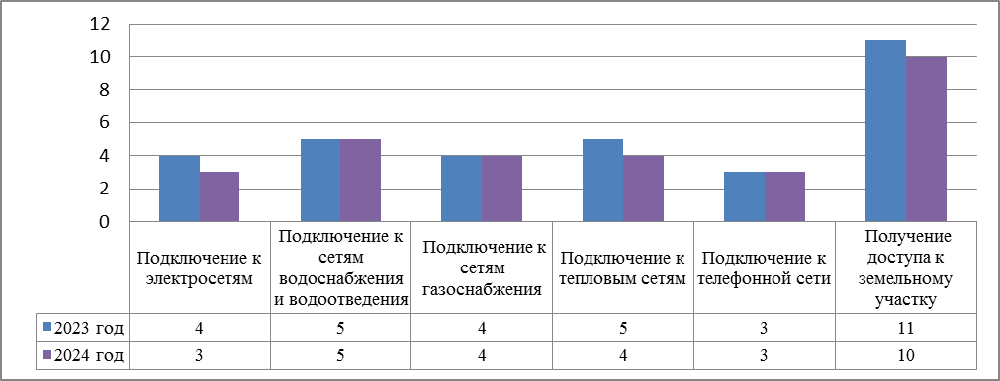 12
10
8
6
4
2
0
Подключение к
электросетям
Подключение к
сетям
водоснабжения
и водоотведения
Подключение к
сетям
газоснабжения
Подключение к
тепловым сетям
Подключение к
телефонной сети
Получение
доступа к
земельному
участку
2023 год 4 5 4 5 3 11
2024 год 3 5 4 4 3 10